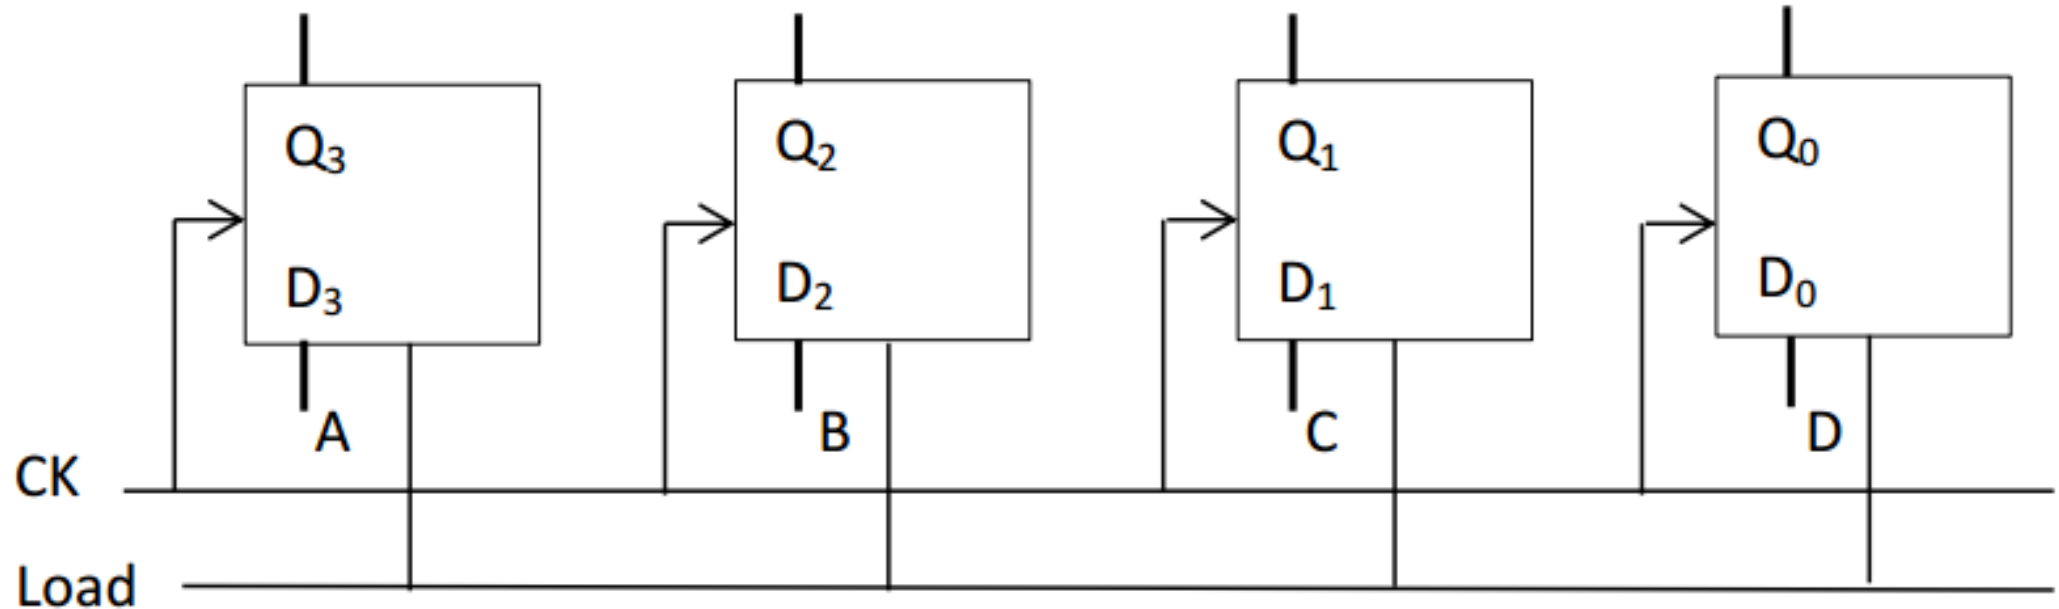 Q₃ Q₂ Q₁ Q₀
D₃ D₂ D₁ D₀
A B C D
CK
Load